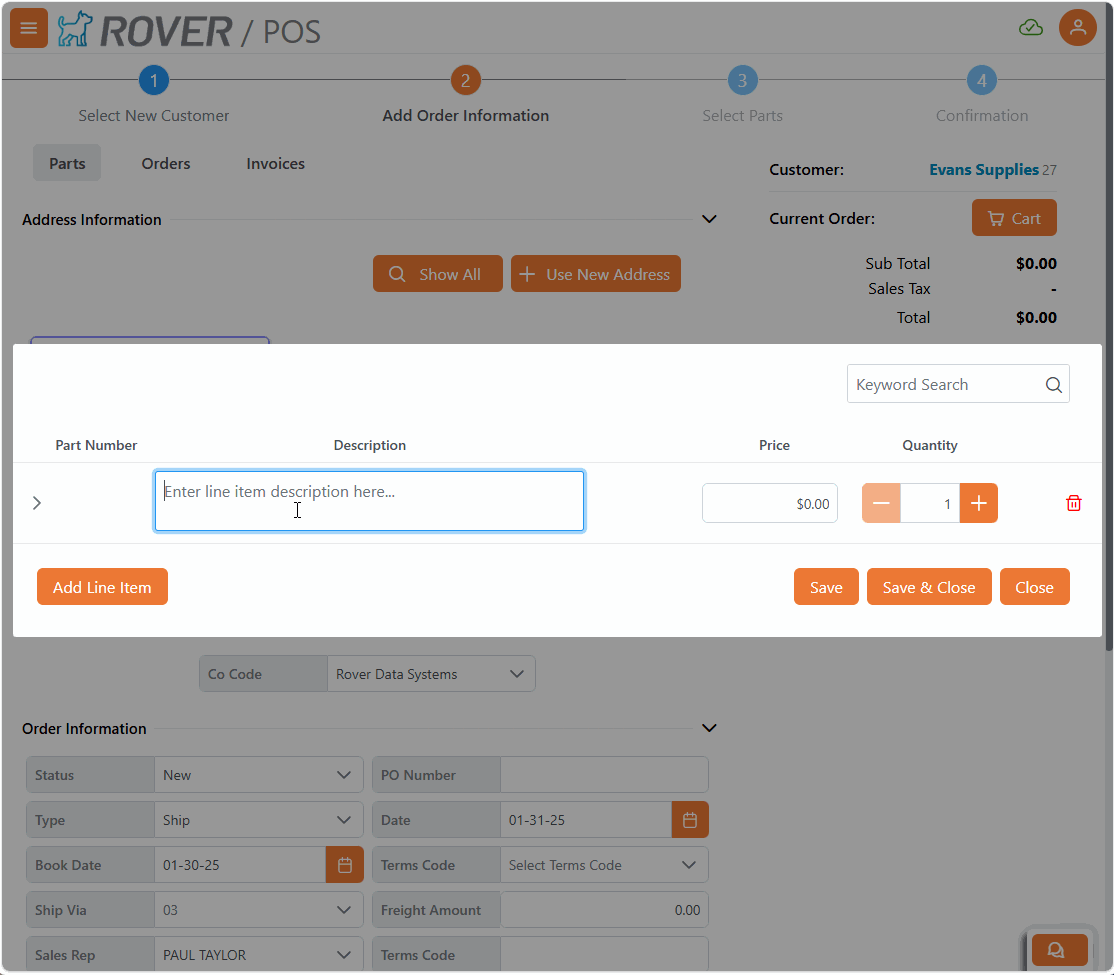 ROVER / POS
1 2 3 4
Select New Customer Add Order Information Select Parts Confirmation
Parts Orders Invoices
Customer: Evans Supplies 27
Address Information
Current Order: Cart
Show All Use New Address
Sub Total $0.00
Sales Tax -
Total $0.00
Keyword Search
Part Number Description Price Quantity
Enter line item description here...
$0.00 1
Add Line Item Save Save & Close Close
Co Code Rover Data Systems
Order Information
Status New PO Number
Type Ship Date 01-31-25
Book Date 01-30-25 Terms Code Select Terms Code
Ship Via 03 Freight Amount 0.00
Sales Rep PAUL TAYLOR Terms Code